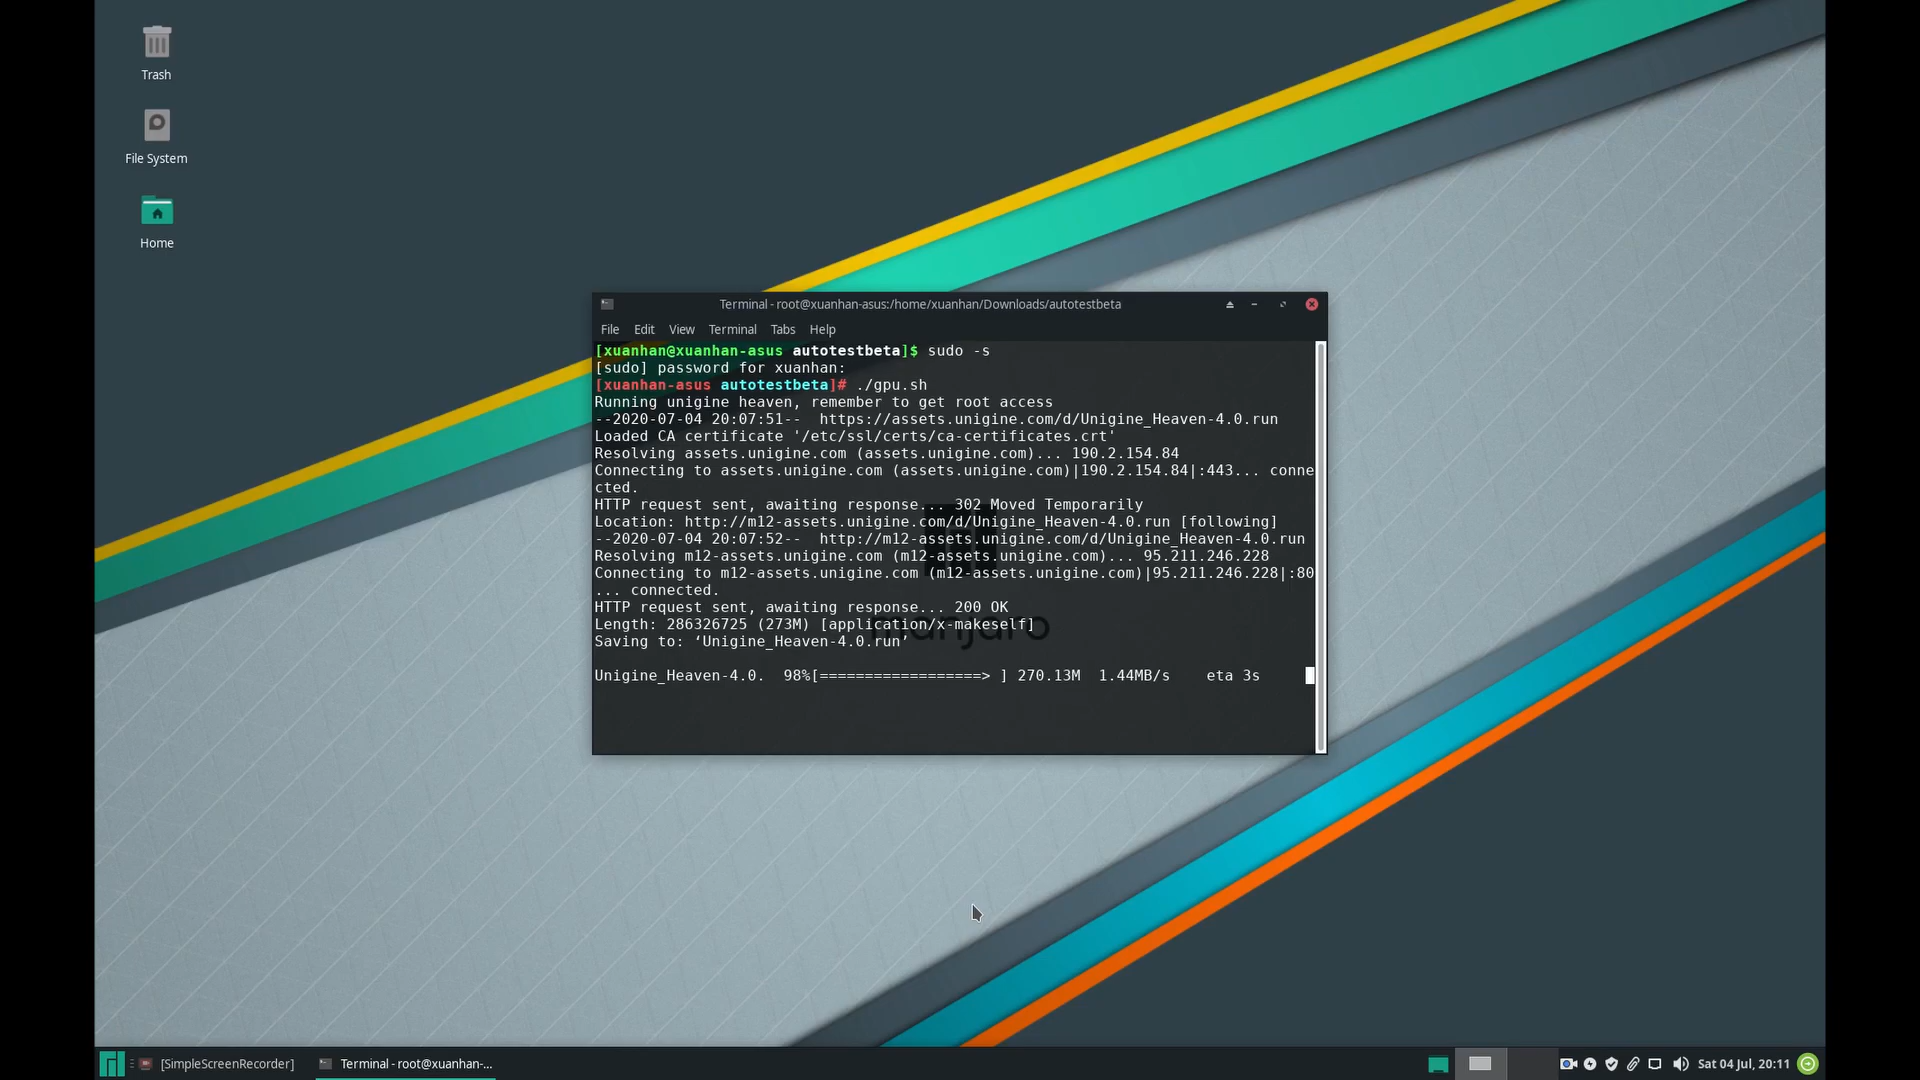 Trash
File System
Home
Terminal - root@xuanhan-asus:/home/xuanhan/Downloads/autotestbeta
File Edit View Terminal Tabs Help
[xuanhan@xuanhan-asus autotestbeta]$ sudo -s
[sudo] password for xuanhan:
[xuanhan-asus autotestbeta]# ./gpu.sh
Running unigine heaven, remember to get root access
--2020-07-04 20:07:51--  https://assets.unigine.com/d/Unigine_Heaven-4.0.run
Loaded CA certificate '/etc/ssl/certs/ca-certificates.crt'
Resolving assets.unigine.com (assets.unigine.com)... 190.2.154.84
Connecting to assets.unigine.com (assets.unigine.com)|190.2.154.84|:443... conne
cted.
HTTP request sent, awaiting response... 302 Moved Temporarily
Location: http://m12-assets.unigine.com/d/Unigine_Heaven-4.0.run [following]
--2020-07-04 20:07:52--  http://m12-assets.unigine.com/d/Unigine_Heaven-4.0.run
Resolving m12-assets.unigine.com (m12-assets.unigine.com)... 95.211.246.228
Connecting to m12-assets.unigine.com (m12-assets.unigine.com)|95.211.246.228|:80
... connected.
HTTP request sent, awaiting response... 200 OK
Length: 286326725 (273M) [application/x-makeself]
manjaro
Saving to: ‘Unigine_Heaven-4.0.run’
Unigine_Heaven-4.0.  98%[==================> ] 270.13M  1.44MB/s    eta 3s
[SimpleScreenRecorder]
Terminal - root@xuanhan-...
Sat 04 Jul, 20:11